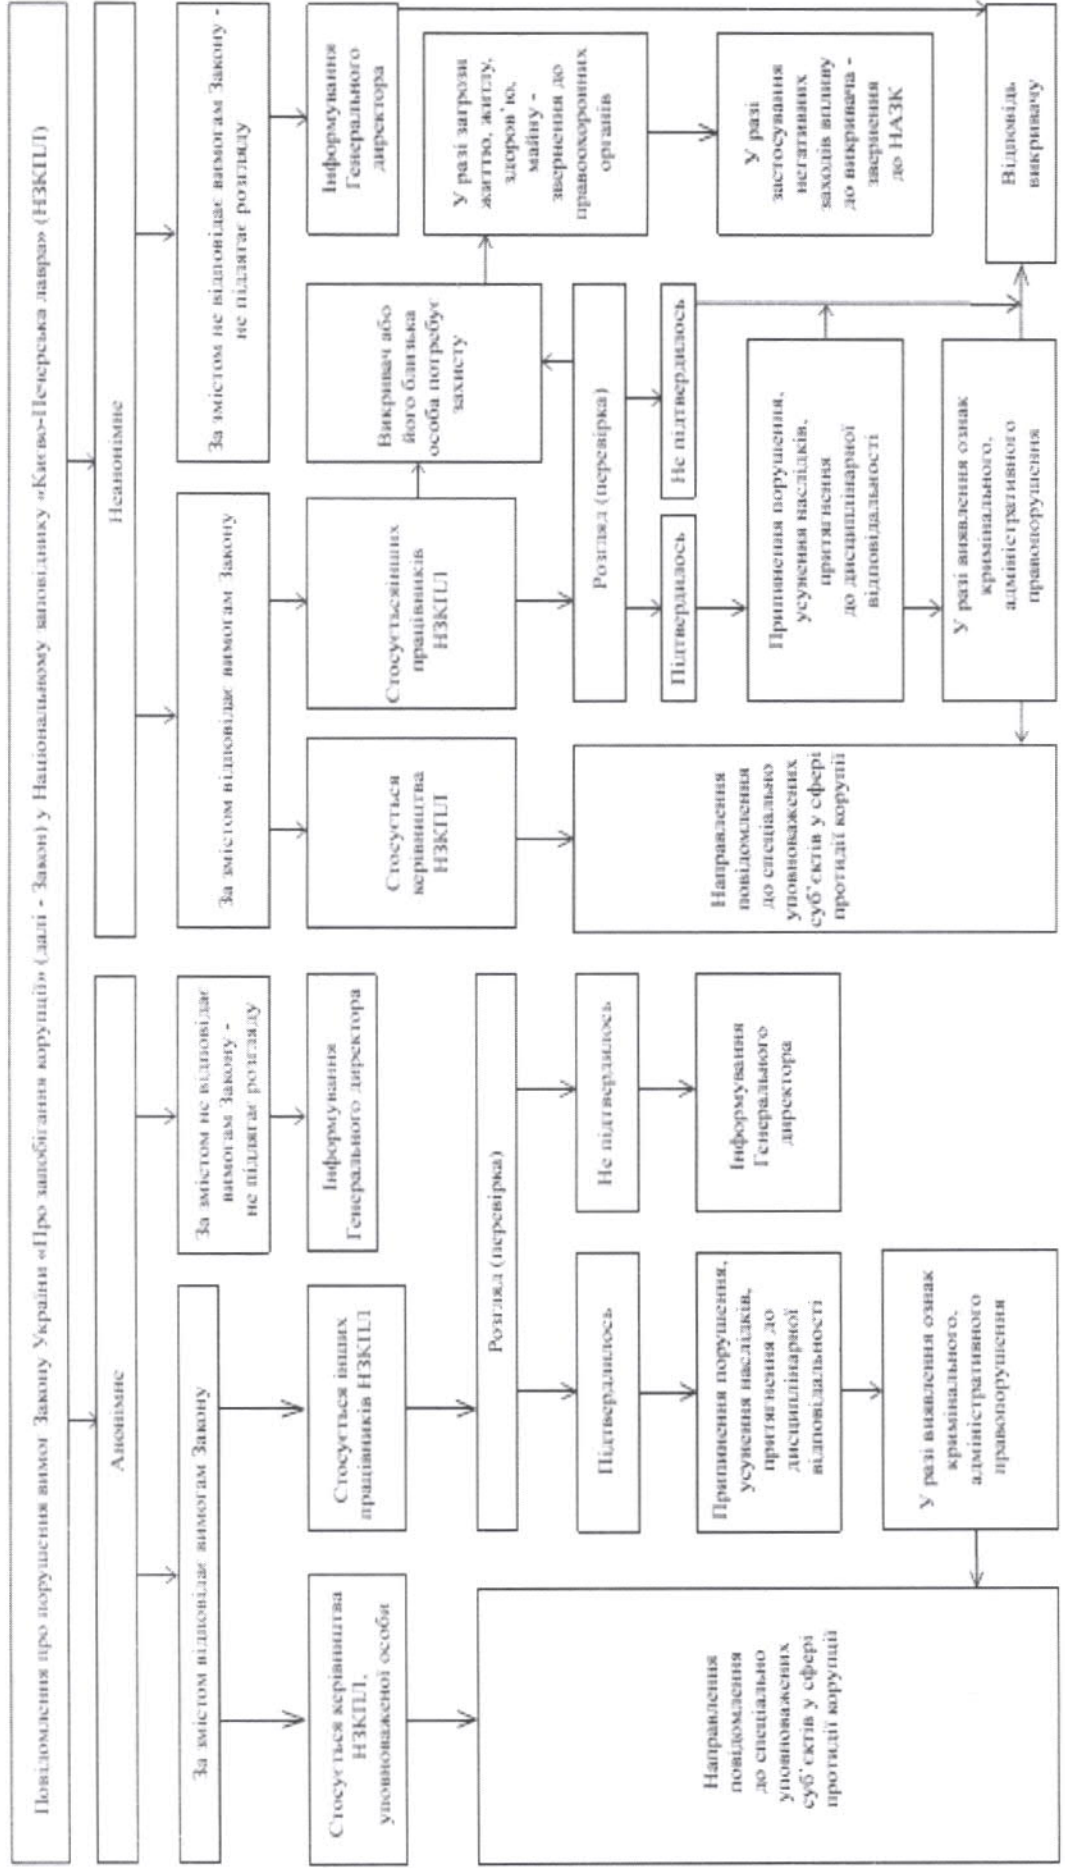 Повідомлення про порушення вимог Закону України «Про запобігання корупції» (далі - Закон) у Національному заповіднику «Києво-Печерська лавра» (НЗКПЛ)
Анонімне
За змістом відповідає вимогам Закону
Стосується керівництва
НЗКПЛ,
уповноваженої особи
Направлення
повідомлення
до спеціально
уповноважених
суб'єктів у сфері
протидії корупції
Стосується інших
працівників НЗКПЛ
Розгляд (перевірка)
Підтвердилось
Припинення порушення,
усунення наслідків,
притягнення до
дисциплінарної
відповідальності
У разі виявлення ознак
кримінального,
адміністративного
правопорушення
Не підтвердилось
Інформування
Генерального
директора
За змістом не відповідає
вимогам Закону -
не підлягає розгляду
Інформування
Генерального директора
Неанонімне
За змістом відповідає вимогам Закону
Стосується
керівництва
НЗКПЛ
Направлення
повідомлення
до спеціально
уповноважених
суб'єктів у сфері
протидії корупії
Стосуєтьсяінших
працівників
НЗКПЛ
Розгляд (перевірка)
Підтвердилось
Припинення порушення,
усунення наслідків,
притягнення
до дисциплінарної
відповідальності
У разі виявлення ознак
кримінального,
адміністративного
правопорушення
Не підтвердилось
Викривач або
його близька
особа потребує
захисту
У разі загрози
життю, житлу,
здоров'ю,
майну -
звернення до
правоохоронних
органів
У разі
застосування
негативних
заходів впливу
до викривача -
звернення
до НАЗК
За змістом не відповідає вимогам Закону -
не підлягає розгляду
Інформування
Генерального
директора
Відповідь
викривачу